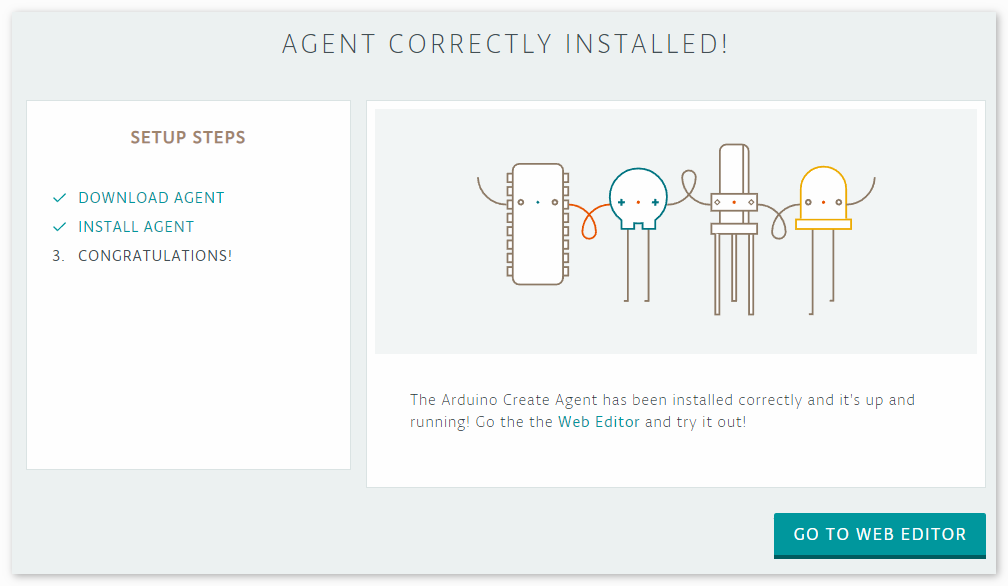 AGENT CORRECTLY INSTALLED!
SETUP STEPS
DOWNLOAD AGENT
INSTALL AGENT
3. CONGRATULATIONS!
The Arduino Create Agent has been installed correctly and it's up and
running! Go the the Web Editor and try it out!
GO TO WEB EDITOR